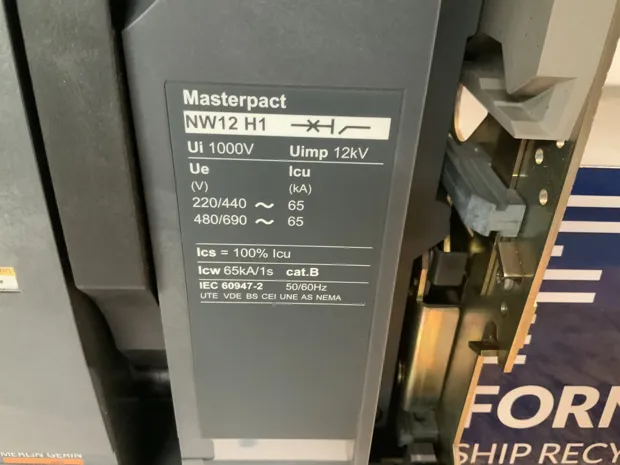 Masterpact
NW12 H1
Ui 1000V Uimp 12kV
Ue Icu
(V) (kA)
220/440 ~ 65
480/690 ~ 65
Ics = 100% Icu
Icw 65kA/1s cat.B
IEC 60947-2 50/60Hz
UTE VDE BS CEI UNE AS NEMA
MERLIN GERIN
FORM
SHIP RECY